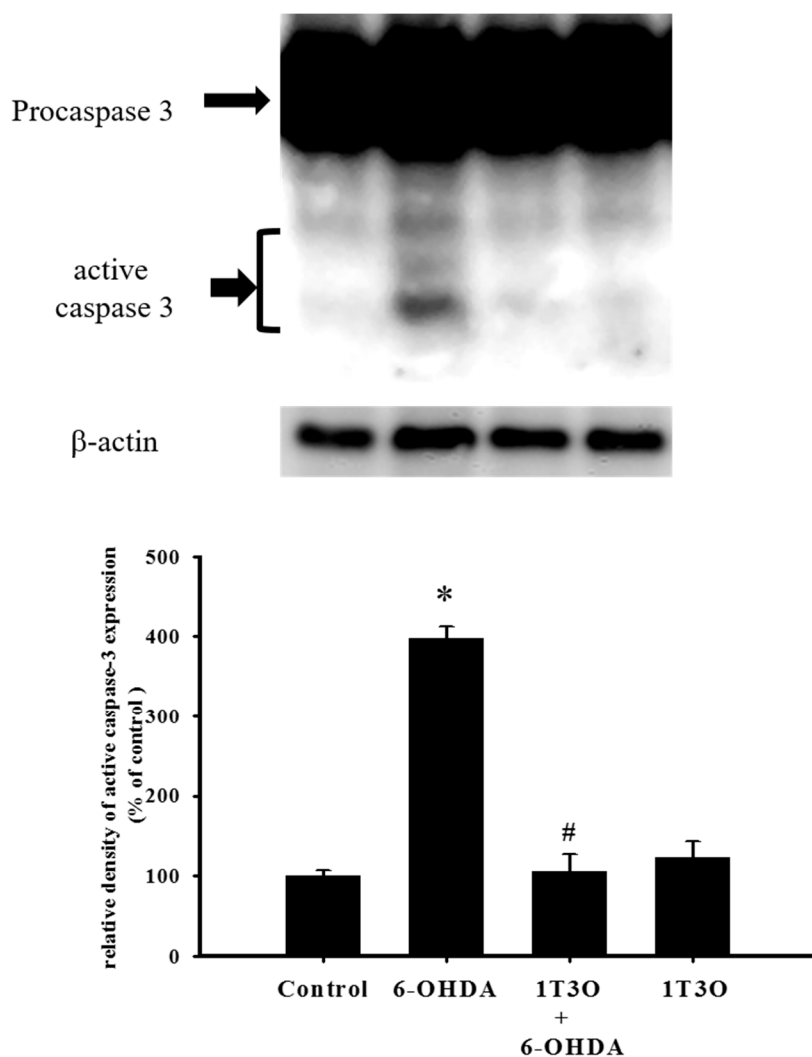 Procaspase 3
active
caspase 3
β-actin
relative density of active caspase-3 expression
(% of control)
500
400
300
200
100
0
*
#
Control
6-OHDA
1T3O
+
6-OHDA
1T3O